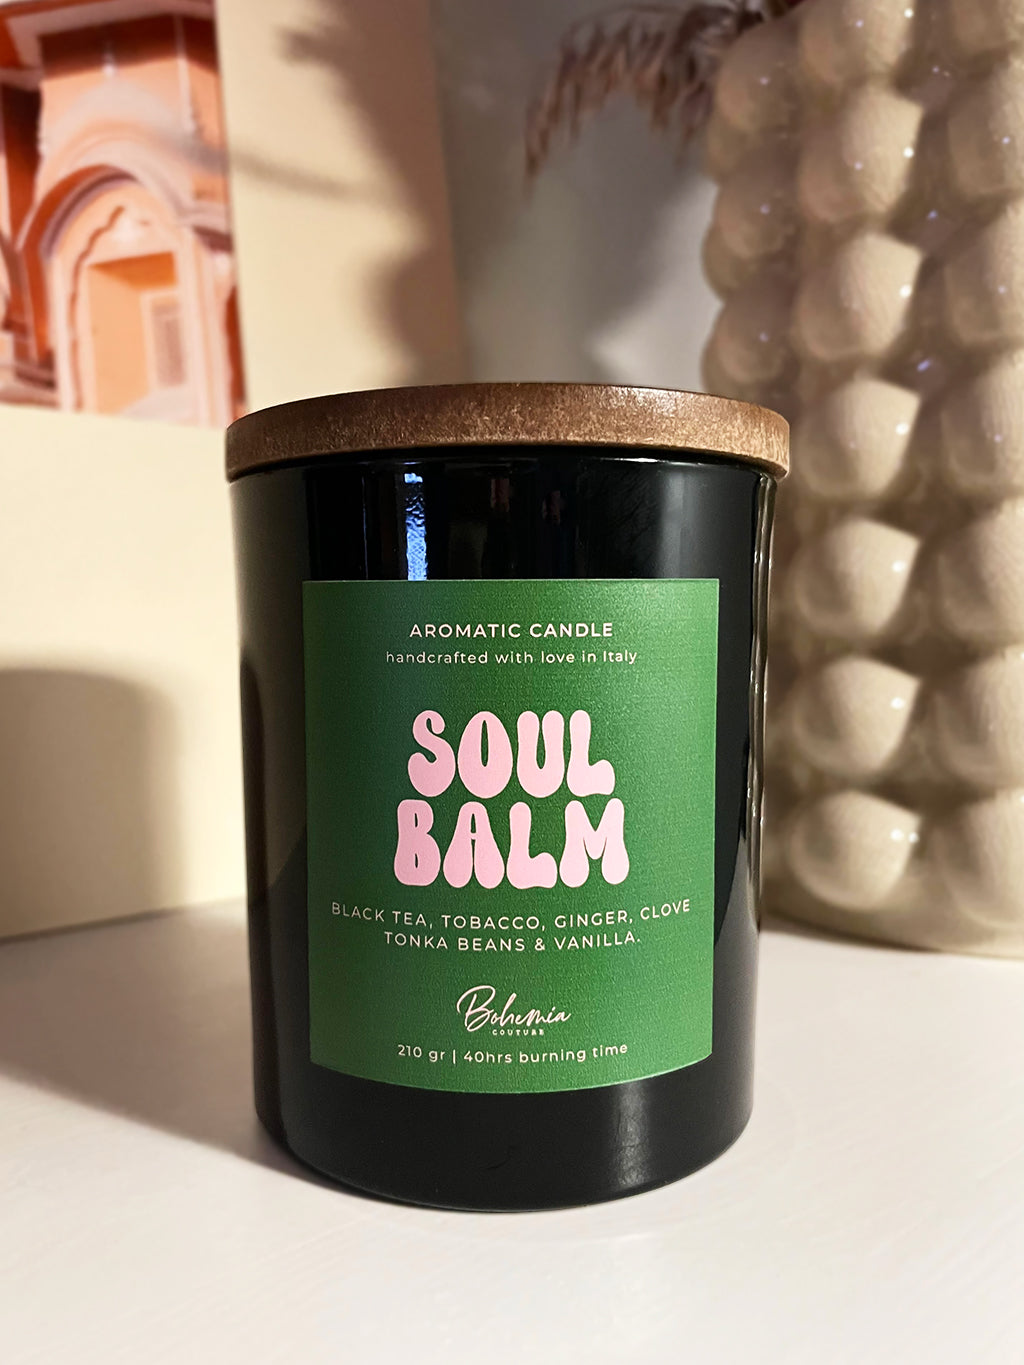 AROMATIC CANDLE
handcrafted with love in Italy
SOUL
BALM
BLACK TEA, TOBACCO, GINGER, CLOVE
TONKA BEANS & VANILLA.
Bohemia
COUTURE
210 gr | 40hrs burning time